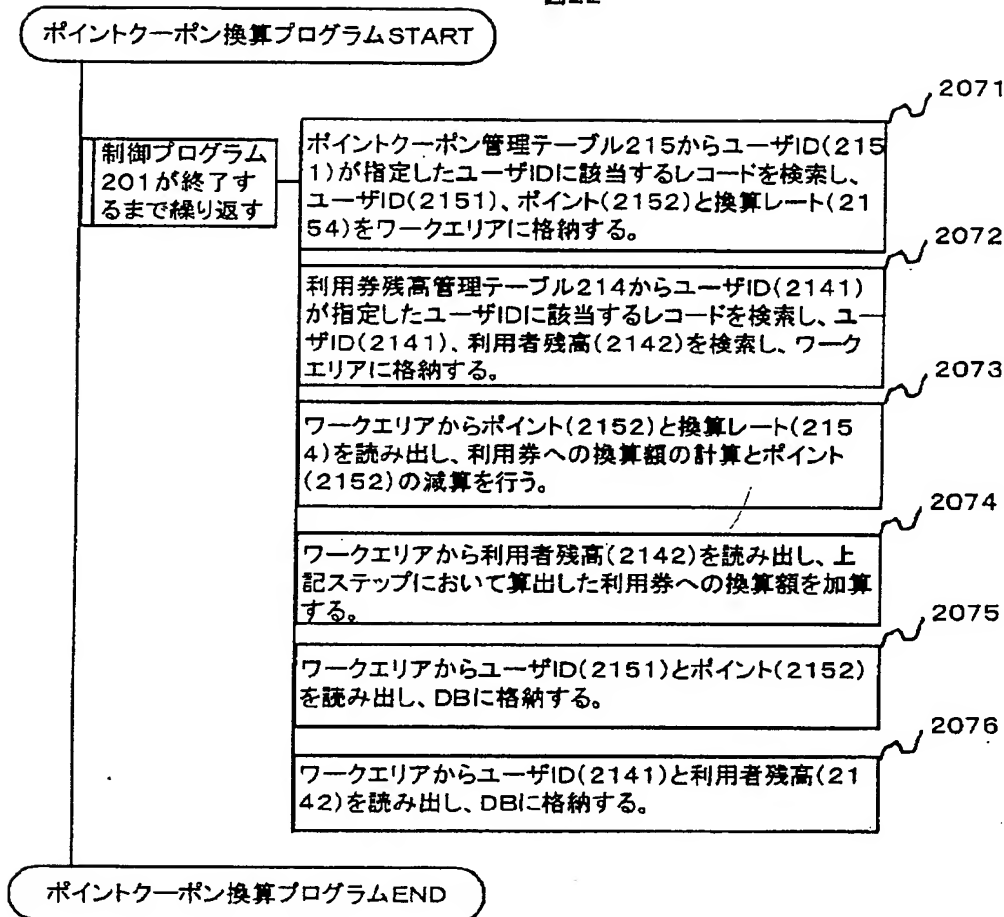 図22
ポイントクーポン換算プログラムSTART
制御プログラム
201が終了す
るまで繰り返す
2071
ポイントクーポン管理テーブル215からユーザID(215
1)が指定したユーザIDに該当するレコードを検索し、
ユーザID(2151)、ポイント(2152)と換算レート(21
54)をワークエリアに格納する。
2072
利用券残高管理テーブル214からユーザID(2141)
が指定したユーザIDに該当するレコードを検索し、ユー
ザID(2141)、利用者残高(2142)を検索し、ワーク
エリアに格納する。
2073
ワークエリアからポイント(2152)と換算レート(215
4)を読み出し、利用券への換算額の計算とポイント
(2152)の減算を行う。
2074
ワークエリアから利用者残高(2142)を読み出し、上
記ステップにおいて算出した利用券への換算額を加算
する。
2075
ワークエリアからユーザID(2151)とポイント(2152)
を読み出し、DBに格納する。
2076
ワークエリアからユーザID(2141)と利用者残高(21
42)を読み出し、DBに格納する。
ポイントクーポン換算プログラムEND